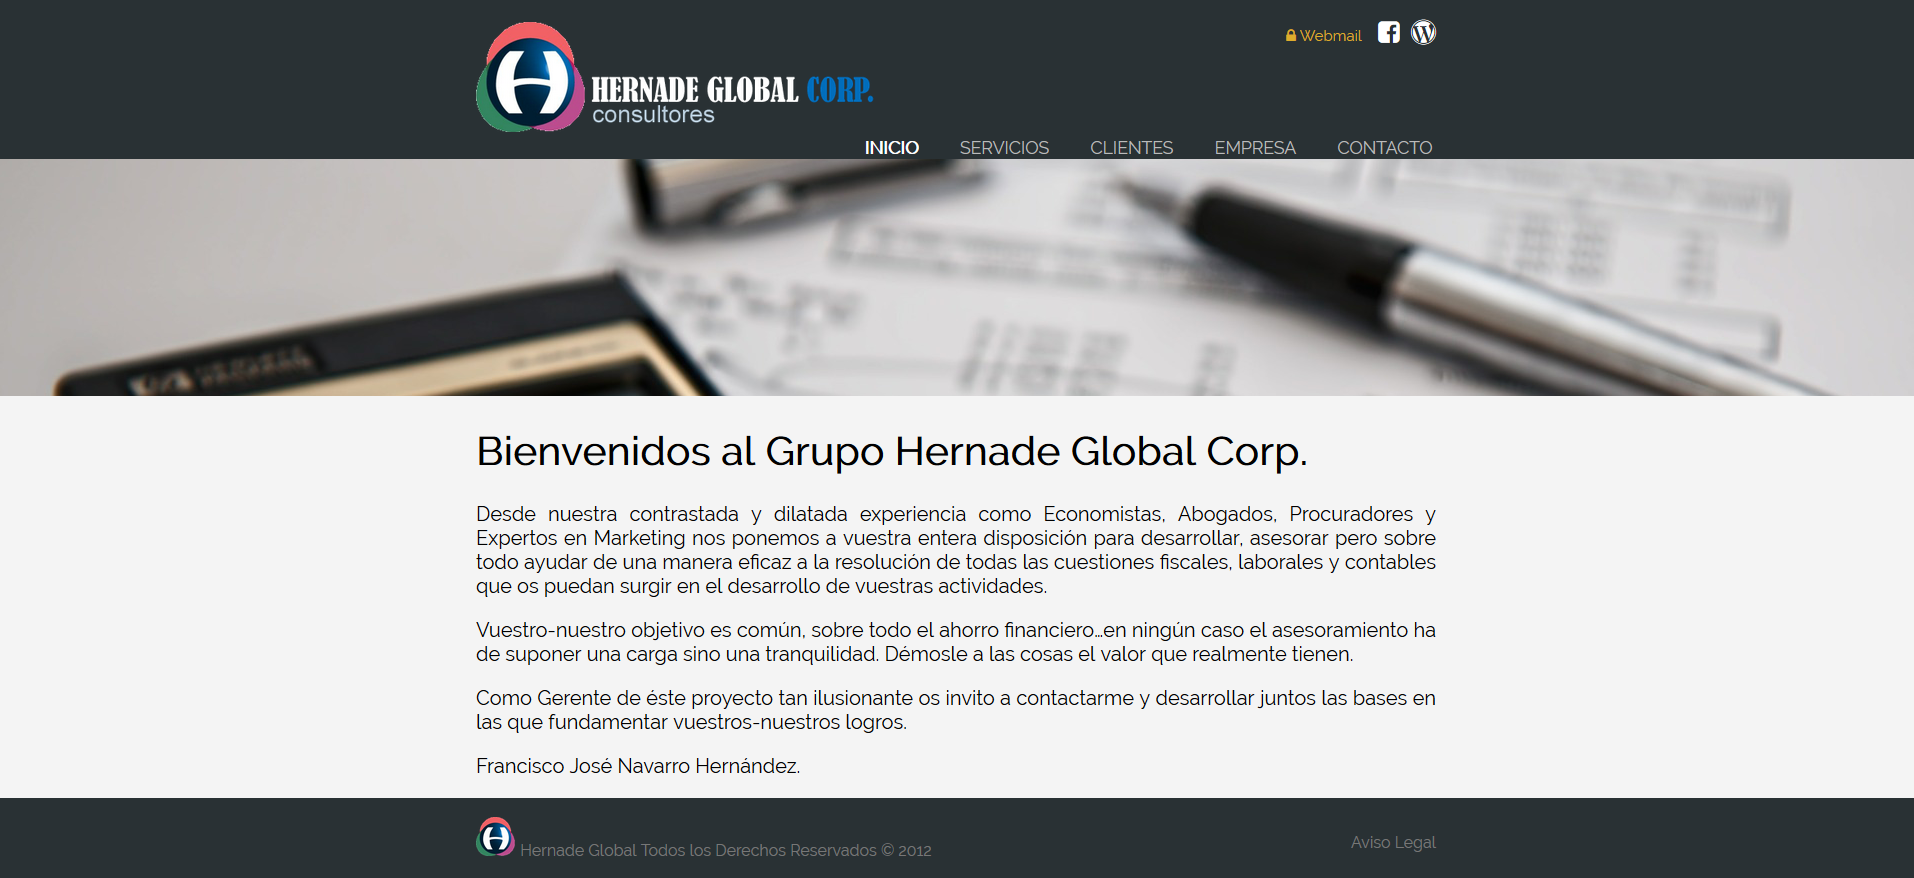 Webmail
HERNADE GLOBAL CORP.
consultores
INICIO SERVICIOS CLIENTES EMPRESA CONTACTO
Bienvenidos al Grupo Hernade Global Corp.
Desde nuestra contrastada y dilatada experiencia como Economistas, Abogados, Procuradores y
Expertos en Marketing nos ponemos a vuestra entera disposición para desarrollar, asesorar pero sobre
todo ayudar de una manera eficaz a la resolución de todas las cuestiones fiscales, laborales y contables
que os puedan surgir en el desarrollo de vuestras actividades.
Vuestro-nuestro objetivo es común, sobre todo el ahorro financiero...en ningún caso el asesoramiento ha
de suponer una carga sino una tranquilidad. Démosle a las cosas el valor que realmente tienen.
Como Gerente de éste proyecto tan ilusionante os invito a contactarme y desarrollar juntos las bases en
las que fundamentar vuestros-nuestros logros.
Francisco José Navarro Hernández.
Hernade Global Todos los Derechos Reservados © 2012
Aviso Legal